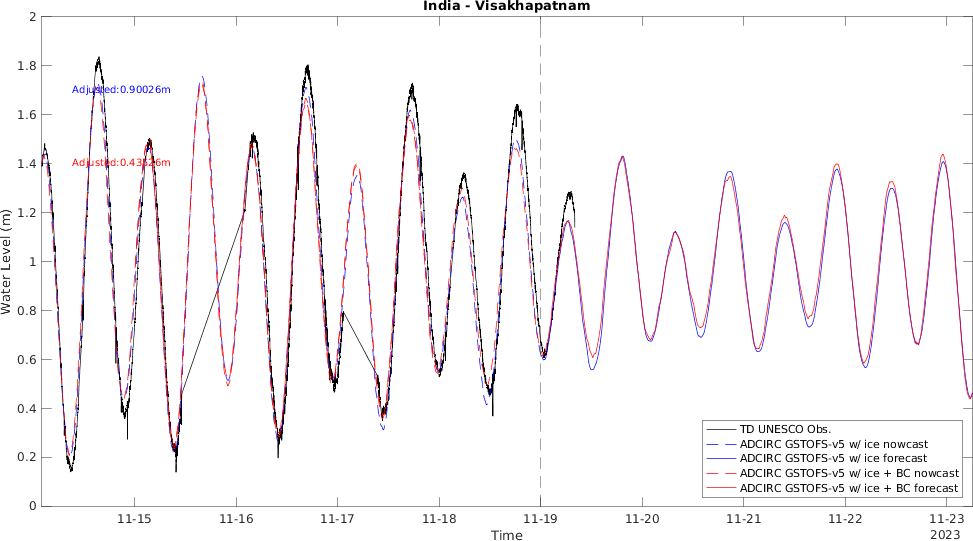 India - Visakhapatnam
2
1.8
1.6
1.4
1.2
1
0.8
0.6
0.4
0.2
0
Water Level (m)
Adjusted:0.90026m
TD UNESCO Obs.
ADCIRC GSTOFS-v5 w/ ice nowcast
ADCIRC GSTOFS-v5 w/ ice forecast
ADCIRC GSTOFS-v5 w/ ice + BC nowcast
ADCIRC GSTOFS-v5 w/ ice + BC forecast
11-15 11-16 11-17 11-18 11-19 11-20 11-21 11-22 11-23
2023
Time